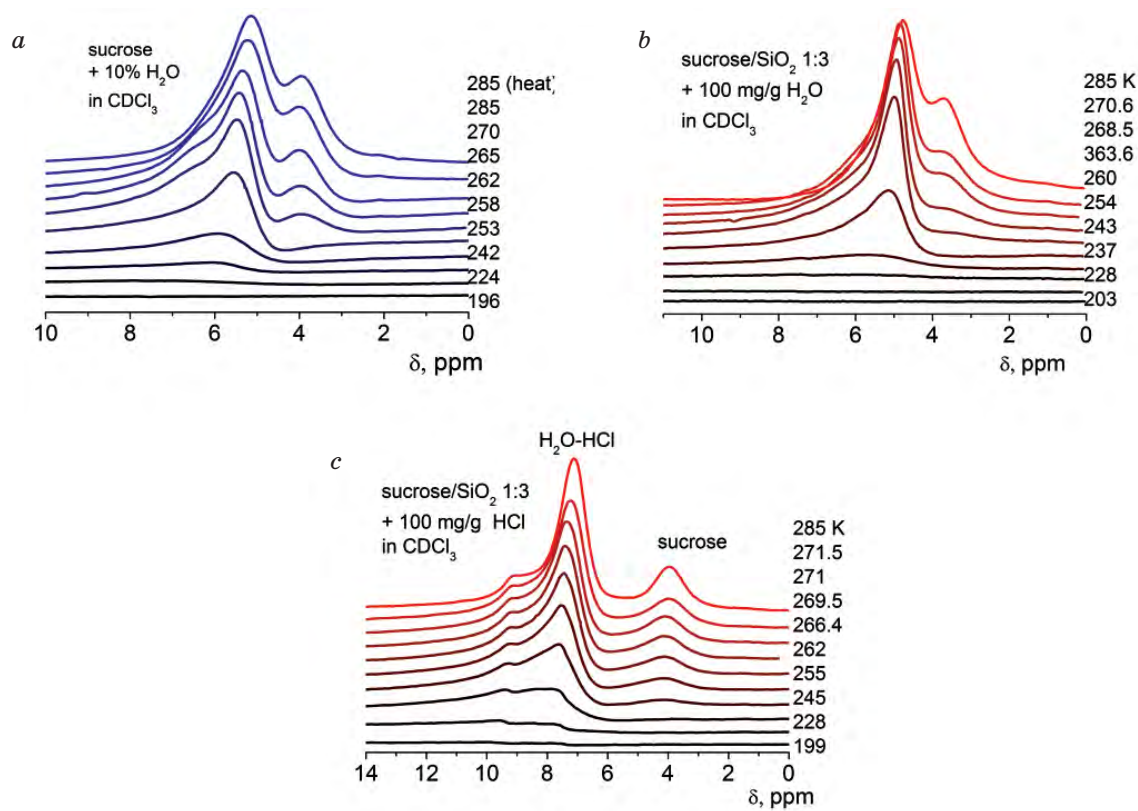 a
sucrose
+ 10% H₂O
in CDCl₃
285 (heat)
285
270
265
262
258
253
242
224
196
10 8 6 4 2 0
δ, ppm
b
sucrose/SiO₂ 1:3
+ 100 mg/g H₂O
in CDCl₃
285 K
270.6
268.5
363.6
260
254
243
237
228
203
10 8 6 4 2 0
δ, ppm
c
H₂O-HCl
sucrose/SiO₂ 1:3
+ 100 mg/g HCl
in CDCl₃
sucrose
285 K
271.5
271
269.5
266.4
262
255
245
228
199
14 12 10 8 6 4 2 0
δ, ppm